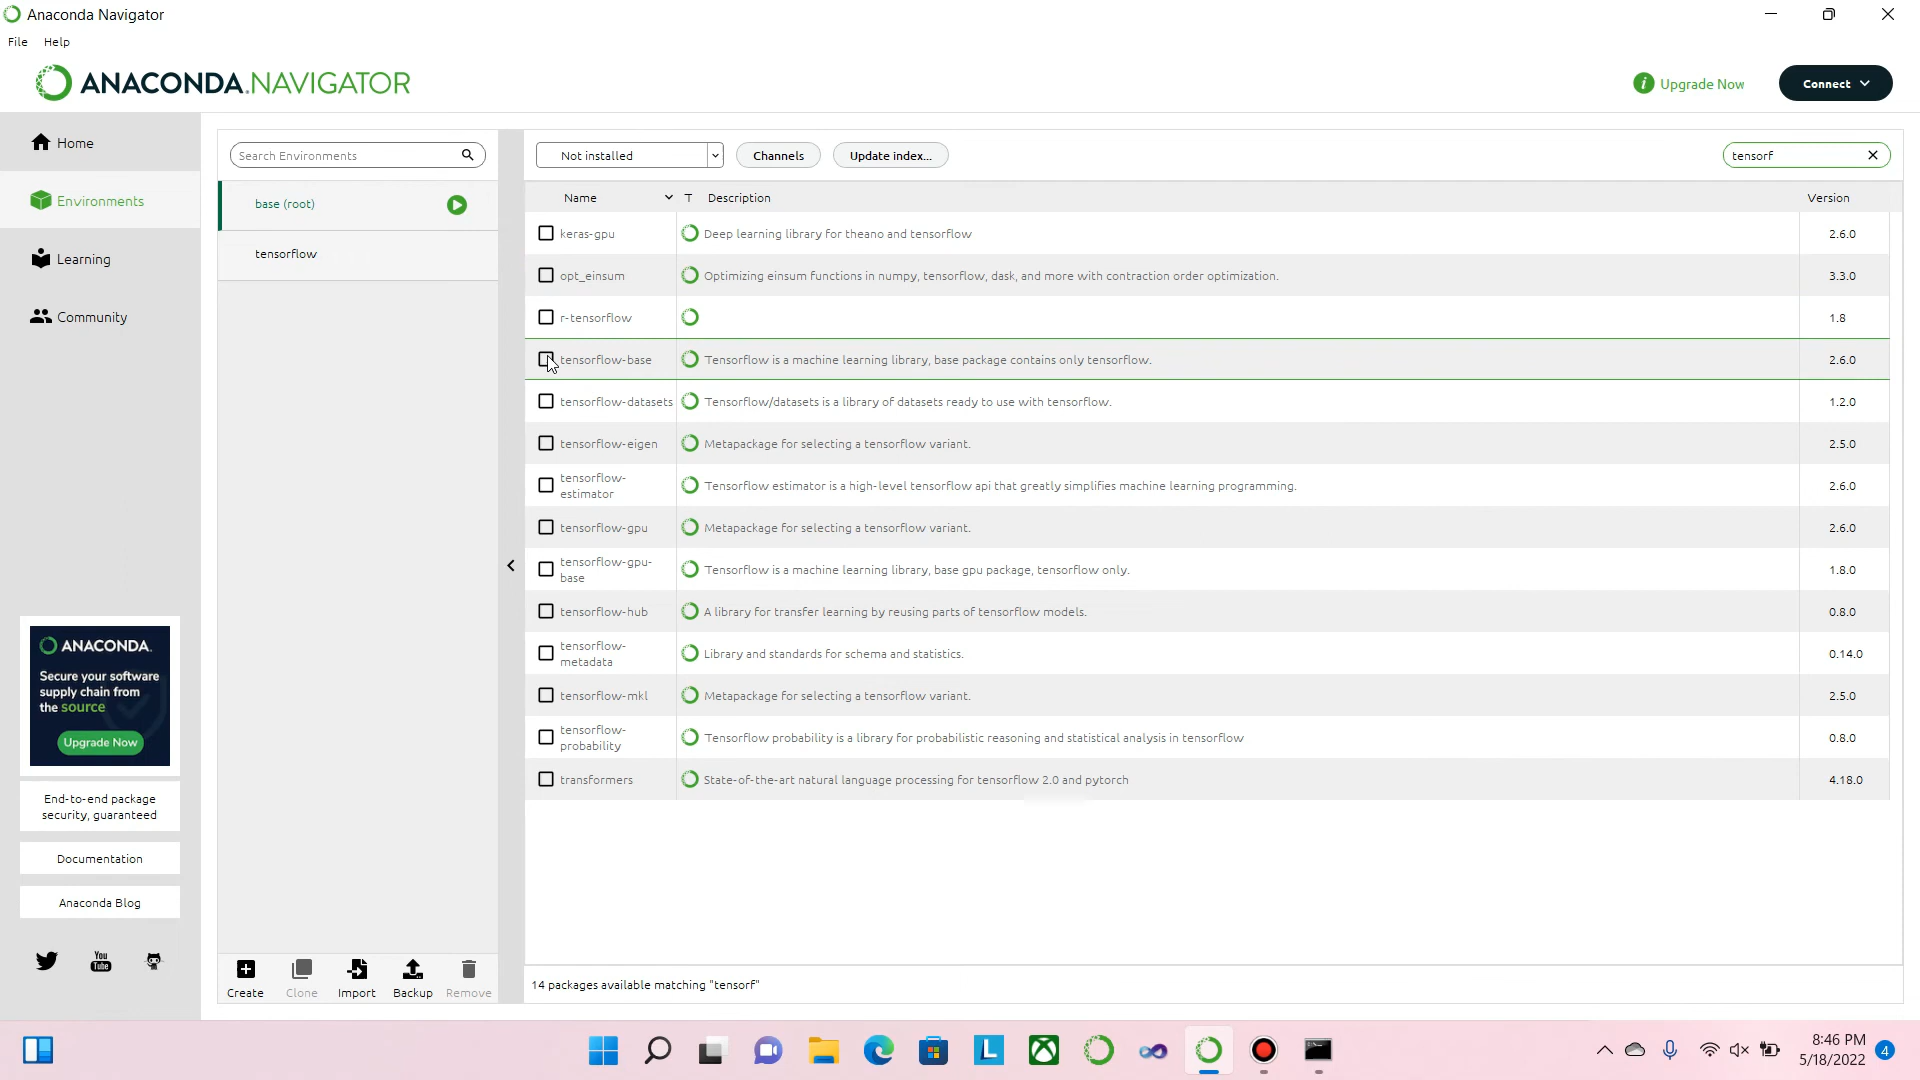 Anaconda Navigator
File Help
ANACONDA.NAVIGATOR
i Upgrade Now
Connect
Home
Environments
Learning
Community
Search Environments
base (root)
tensorflow
Not installed
Channels
Update index...
tensorf
Name T Description Version
keras-gpu Deep learning library for theano and tensorflow 2.6.0
opt_einsum Optimizing einsum functions in numpy, tensorflow, dask, and more with contraction order optimization. 3.3.0
r-tensorflow 1.8
tensorflow-base Tensorflow is a machine learning library, base package contains only tensorflow. 2.6.0
tensorflow-datasets Tensorflow/datasets is a library of datasets ready to use with tensorflow. 1.2.0
tensorflow-eigen Metapackage for selecting a tensorflow variant. 2.5.0
tensorflow-
estimator Tensorflow estimator is a high-level tensorflow api that greatly simplifies machine learning programming. 2.6.0
tensorflow-gpu Metapackage for selecting a tensorflow variant. 2.6.0
tensorflow-gpu-
base Tensorflow is a machine learning library, base gpu package, tensorflow only. 1.8.0
tensorflow-hub A library for transfer learning by reusing parts of tensorflow models. 0.8.0
tensorflow-
metadata Library and standards for schema and statistics. 0.14.0
tensorflow-mkl Metapackage for selecting a tensorflow variant. 2.5.0
tensorflow-
probability Tensorflow probability is a library for probabilistic reasoning and statistical analysis in tensorflow 0.8.0
transformers State-of-the-art natural language processing for tensorflow 2.0 and pytorch 4.18.0
ANACONDA.
Secure your software
supply chain from
the source
Upgrade Now
End-to-end package
security, guaranteed
Documentation
Anaconda Blog
You
Tube
Create Clone Import Backup Remove
14 packages available matching "tensorf"
L
8:46 PM
5/18/2022
4